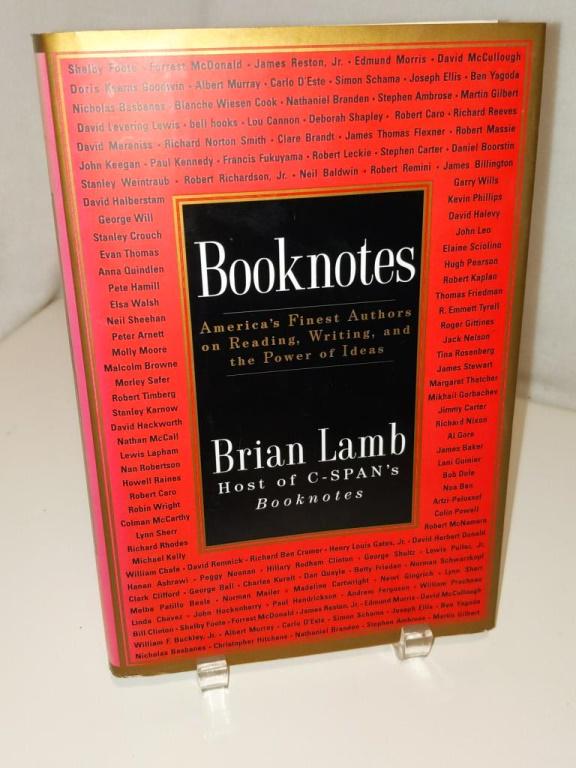 Shelby Foote • Forrest McDonald • James Reston, Jr. • Edmund Morris • David McCullough
Doris Kearns Goodwin • Albert Murray • Carlo D'Este • Simon Schama • Joseph Ellis • Ben Yagoda
Nicholas Basbanes • Blanche Wiesen Cook • Nathaniel Branden • Stephen Ambrose • Martin Gilbert
David Levering Lewis • bell hooks • Lou Cannon • Deborah Shapley • Robert Caro • Richard Reeves
David Maraniss • Richard Norton Smith • Clare Brandt • James Thomas Flexner • Robert Massie
John Keegan • Paul Kennedy • Francis Fukuyama • Robert Leckie • Stephen Carter • Daniel Boorstin
Stanley Weintraub • Robert Richardson, Jr. • Neil Baldwin • Robert Remini • James Billington
David Halberstam
George Will
Stanley Crouch
Evan Thomas
Anna Quindlen
Pete Hamill
Elsa Walsh
Neil Sheehan
Peter Arnett
Molly Moore
Malcolm Browne
Morley Safer
Robert Timberg
Stanley Karnow
David Hackworth
Nathan McCall
Lewis Lapham
Nan Robertson
Howell Raines
Robert Caro
Robin Wright
Colman McCarthy
Lynn Sherr
Richard Rhodes
Michael Kelly
Booknotes
America's Finest Authors
on Reading, Writing, and
the Power of Ideas
Brian Lamb
Host of C-SPAN's
Booknotes
Garry Wills
Kevin Phillips
David Halevy
John Leo
Elaine Sciolino
Hugh Pearson
Robert Kaplan
Thomas Friedman
R. Emmett Tyrell
Roger Gittines
Jack Nelson
Tina Rosenberg
James Stewart
Margaret Thatcher
Mikhail Gorbachev
Jimmy Carter
Richard Nixon
Al Gore
James Baker
Lani Guinier
Bob Dole
Noa Ben
Artzi-Pelossof
Colin Powell
Robert McNamara
William Chafe • David Remnick • Richard Ben Cramer • Henry Louis Gates, Jr. • David Herbert Donald
Hanan Ashrawi • Peggy Noonan • Hillary Rodham Clinton • George Shultz • Lewis Puller, Jr.
Clark Clifford • George Ball • Charles Kuralt • Dan Quayle • Betty Friedan • Norman Schwarzkopf
Melba Patillo Beals • Norman Mailer • Madeline Cartwright • Newt Gingrich • Lynn Sherr
Linda Chavez • John Hockenberry • Paul Hendrickson • Andrew Ferguson • William Prochnau
Bill Clinton • Shelby Foote • Forrest McDonald • James Reston, Jr. • Edmund Morris • David McCullough
William F. Buckley, Jr. • Albert Murray • Carlo D'Este • Simon Schama • Joseph Ellis • Ben Yagoda
Nicholas Basbanes • Christopher Hitchens • Nathaniel Branden • Stephen Ambrose • Martin Gilbert